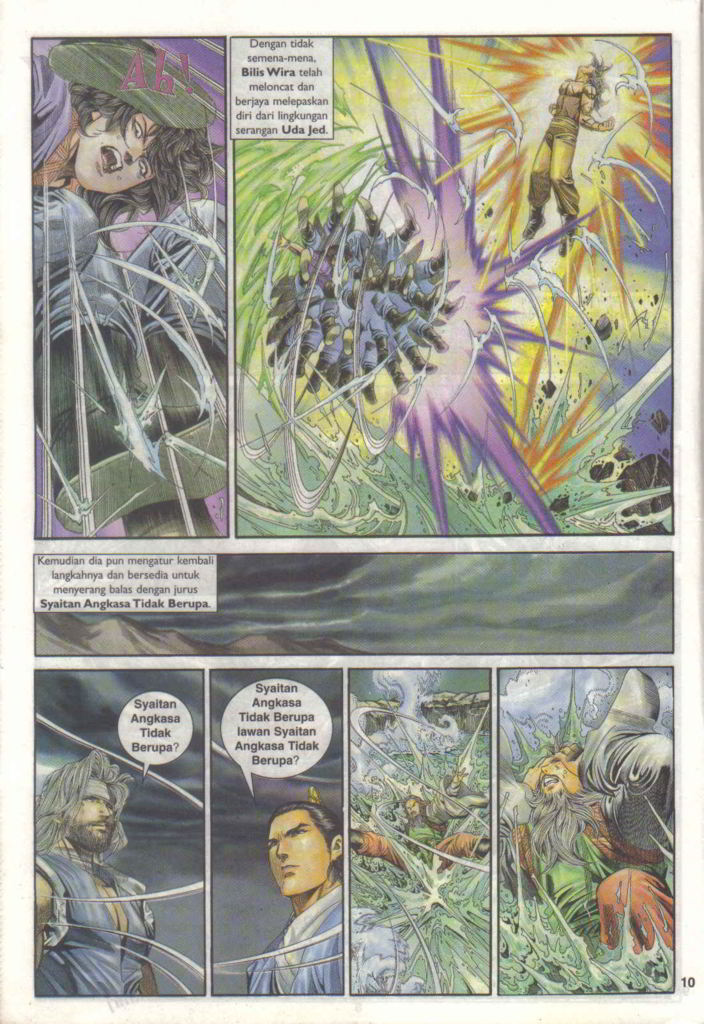 Ah!
Dengan tidak
semena-mena,
Bilis Wira telah
meloncat dan
berjaya melepaskan
diri dari lingkungan
serangan Uda Jed.
Kemudian dia pun mengatur kembali
langkahnya dan bersedia untuk
menyerang balas dengan jurus
Syaitan Angkasa Tidak Berupa.
Syaitan
Angkasa
Tidak
Berupa?
Syaitan
Angkasa
Tidak Berupa
lawan Syaitan
Angkasa Tidak
Berupa?
10